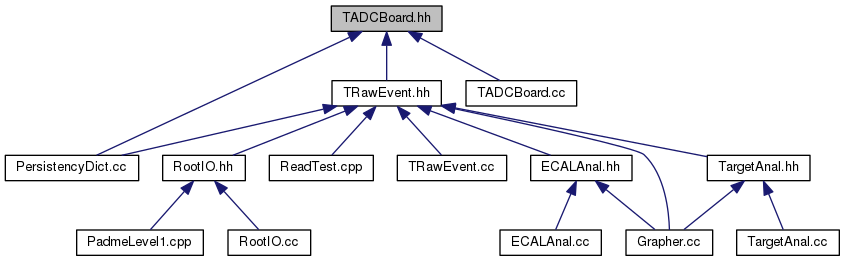 TADCBoard.hh
TRawEvent.hh
TADCBoard.cc
PersistencyDict.cc
RootIO.hh
ReadTest.cpp
TRawEvent.cc
ECALAnal.hh
TargetAnal.hh
PadmeLevel1.cpp
RootIO.cc
ECALAnal.cc
Grapher.cc
TargetAnal.cc